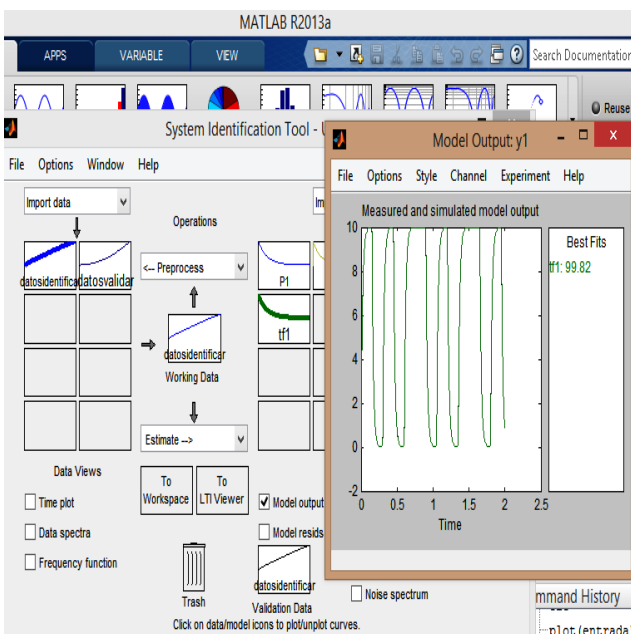 MATLAB R2013a
APPS VARIABLE VIEW
Search Documentation
Reuse
System Identification Tool -
File Options Window Help
Import data
Operations
<-- Preprocess
datosidentifica
datosvalidar
P1
tf1
datosidentificar
Working Data
Estimate -->
Data Views
To Workspace
To LTI Viewer
Time plot
Data spectra
Frequency function
Model output
Model resids
Noise spectrum
Trash
datosidentificar
Validation Data
Click on data/model icons to plot/unplot curves.
Model Output: y1
File Options Style Channel Experiment Help
Measured and simulated model output
10
8
6
4
2
0
-2
0 0.5 1 1.5 2 2.5
Time
Best Fits
tf1: 99.82
mmand History
plot(entrada